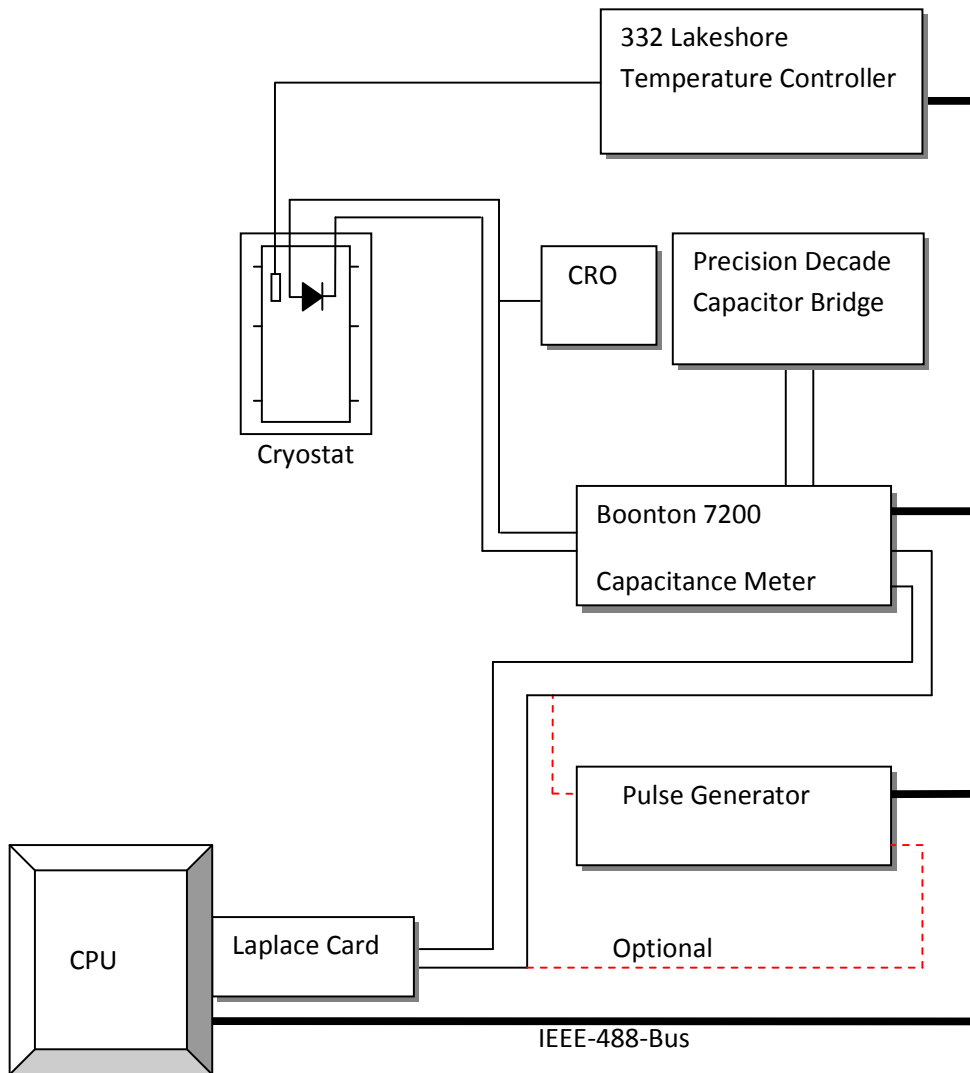 332 Lakeshore
Temperature Controller
CRO
Precision Decade
Capacitor Bridge
Cryostat
Boonton 7200
Capacitance Meter
Pulse Generator
CPU
Laplace Card
Optional
IEEE-488-Bus